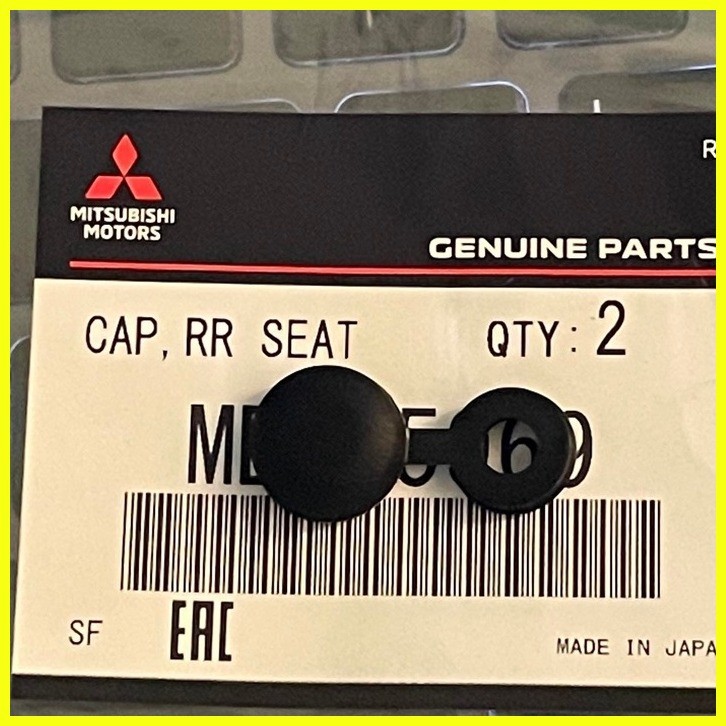 R
MITSUBISHI
MOTORS
GENUINE PARTS
CAP, RR SEAT QTY: 2
SF
EAC
MADE IN JAPA